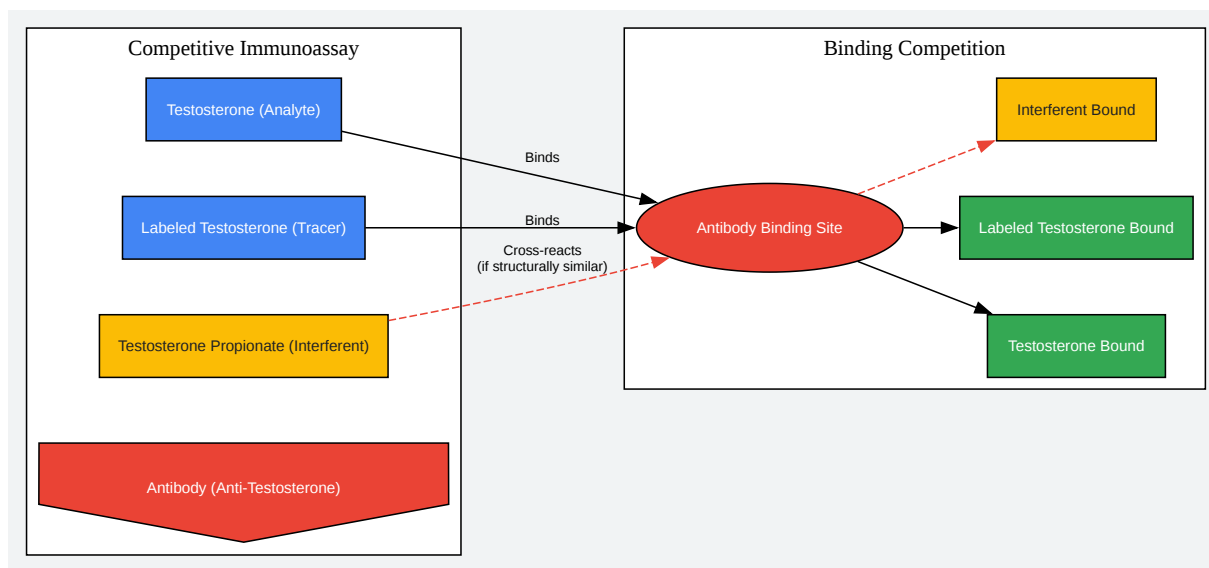 Competitive Immunoassay
Testosterone (Analyte)
Labeled Testosterone (Tracer)
Testosterone Propionate (Interferent)
Antibody (Anti-Testosterone)
Binds
Binds
Cross-reacts
(if structurally similar)
Binding Competition
Antibody Binding Site
Interferent Bound
Labeled Testosterone Bound
Testosterone Bound